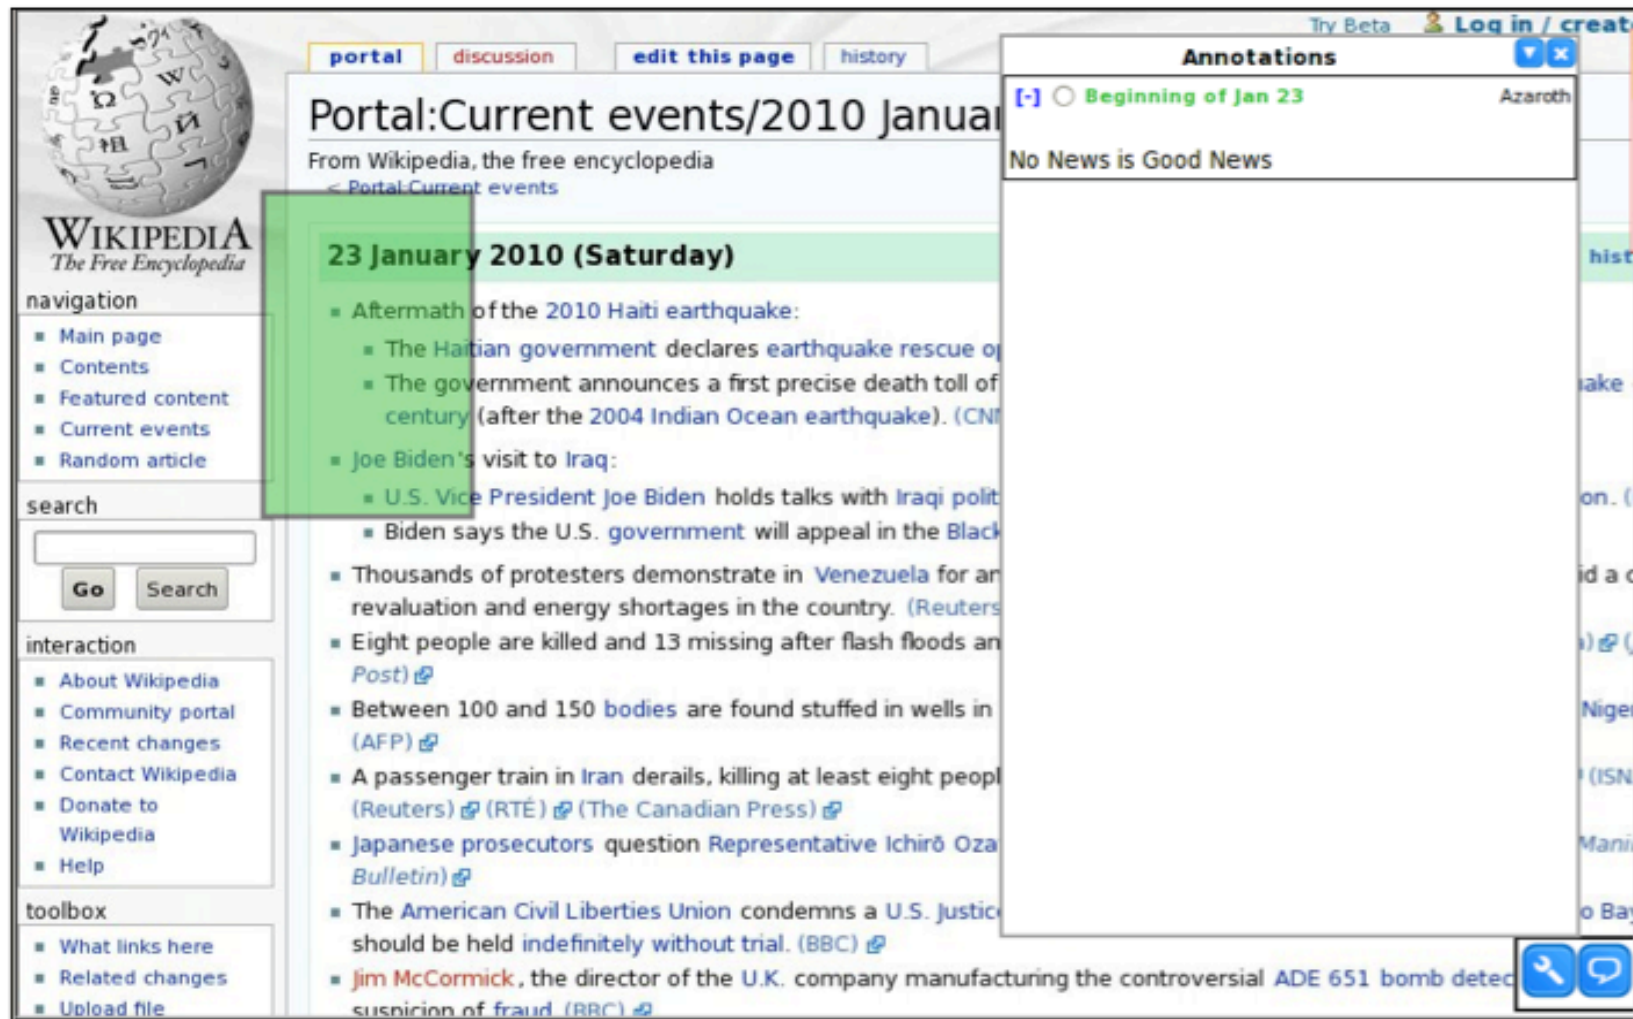 Try Beta Log in / creat
portal discussion edit this page history
Portal:Current events/2010 Januar
From Wikipedia, the free encyclopedia
< Portal:Current events
WIKIPEDIA
The Free Encyclopedia
navigation
Main page
Contents
Featured content
Current events
Random article
search
Go Search
interaction
About Wikipedia
Community portal
Recent changes
Contact Wikipedia
Donate to
Wikipedia
Help
toolbox
What links here
Related changes
Upload file
23 January 2010 (Saturday) hist
Aftermath of the 2010 Haiti earthquake:
The Haitian government declares earthquake rescue op
The government announces a first precise death toll of ake
century (after the 2004 Indian Ocean earthquake). (CNN
Joe Biden's visit to Iraq:
U.S. Vice President Joe Biden holds talks with Iraqi polit on. (
Biden says the U.S. government will appeal in the Black
Thousands of protesters demonstrate in Venezuela for an id a c
revaluation and energy shortages in the country. (Reuters
Eight people are killed and 13 missing after flash floods an
Post)
Between 100 and 150 bodies are found stuffed in wells in Niger
(AFP)
A passenger train in Iran derails, killing at least eight peopl (ISN
(Reuters) (RTÉ) (The Canadian Press)
Japanese prosecutors question Representative Ichirō Oza Mani
Bulletin)
The American Civil Liberties Union condemns a U.S. Justic o Bay
should be held indefinitely without trial. (BBC)
Jim McCormick, the director of the U.K. company manufacturing the controversial ADE 651 bomb detec
suspicion of fraud. (BBC)
Annotations
[-] Beginning of Jan 23 Azaroth
No News is Good News